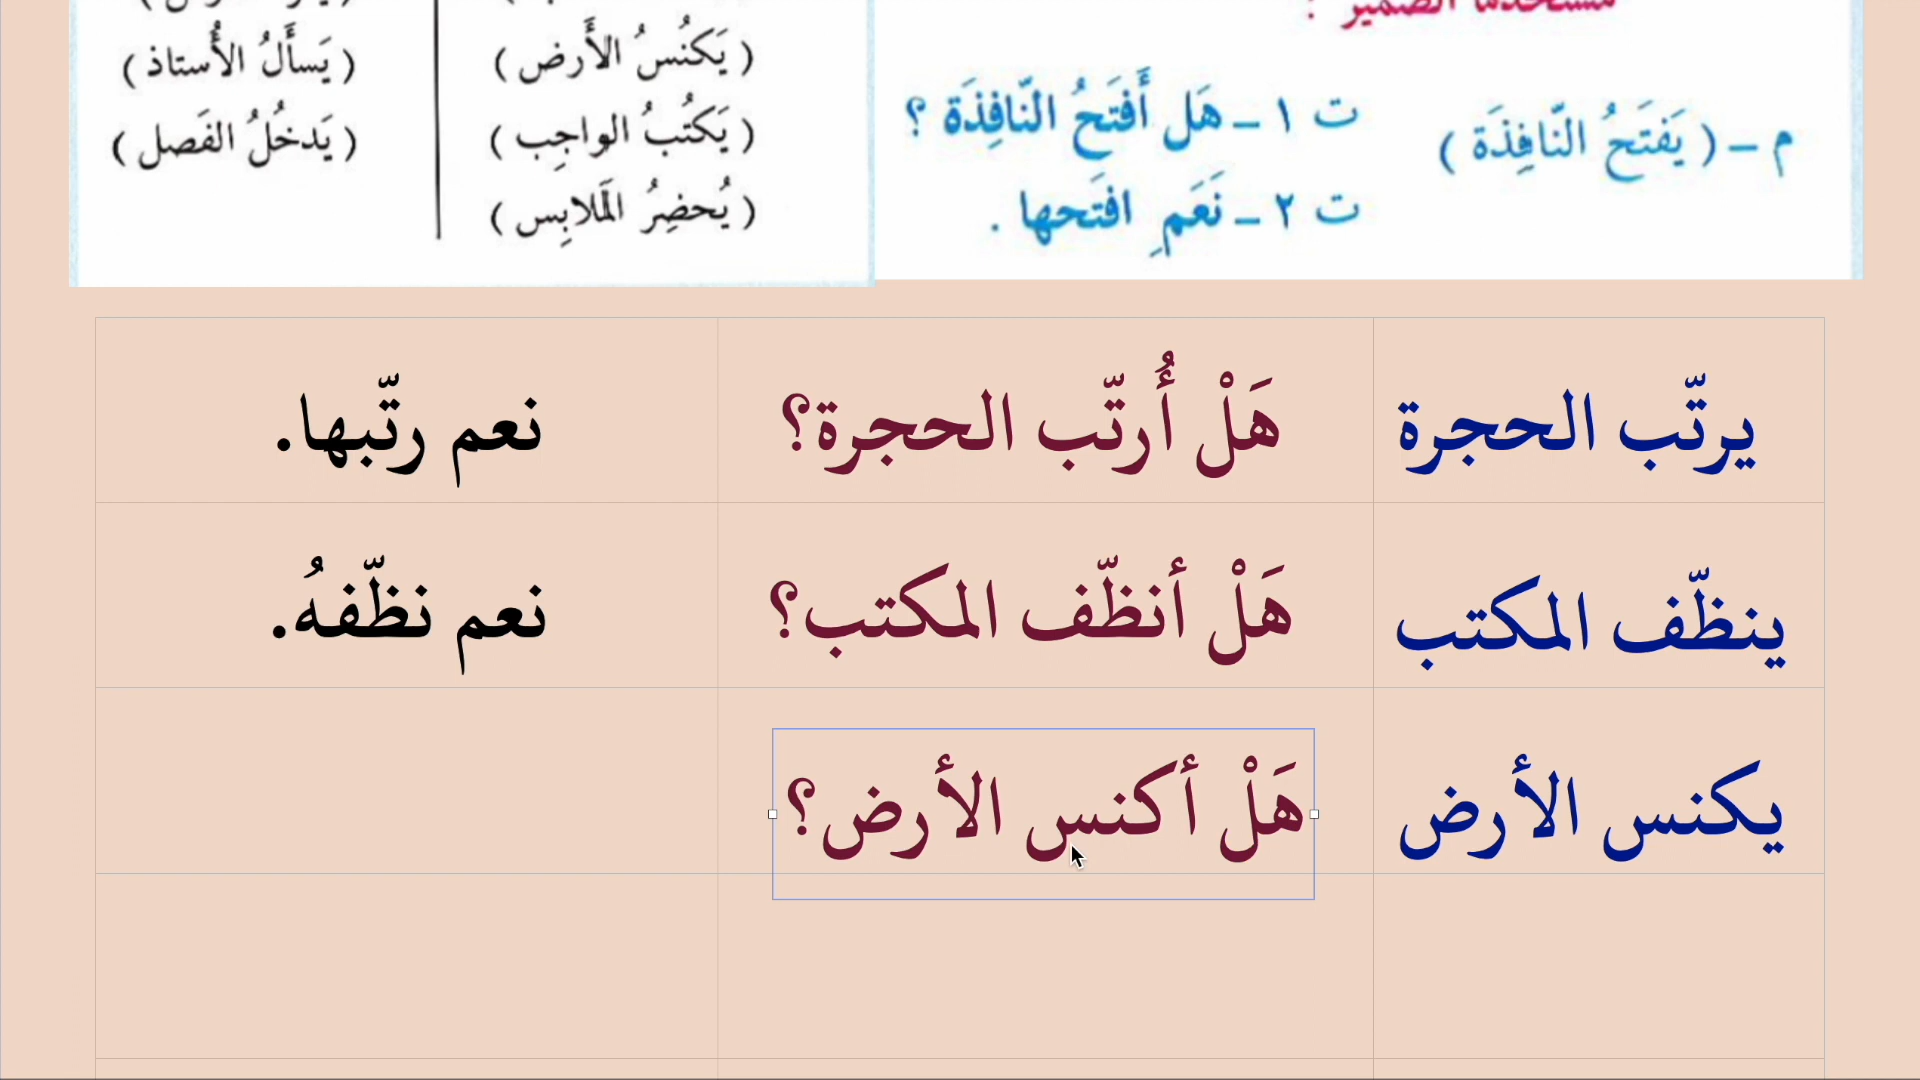 مستخدما الضمير :
م – ( يَفتَحُ النّافِذَة )
ت ١ – هَل أَفتَحُ النّافِذَة ؟
ت ٢ – نَعَم ِ افتَحها .
( يَكنُسُ الأَرض )
( يَكتُبُ الواجِب )
( يُحضِرُ المَلابِس )
( يَسأَلُ الأُستاذ )
( يَدخُلُ الفَصل )
يرتّب الحجرة
هَلْ أُرتّب الحجرة؟
نعم رتّبها.
ينظّف المكتب
هَلْ أنظّف المكتب؟
نعم نظّفهُ.
يكنس الأرض
هَلْ أكنس الأرض؟